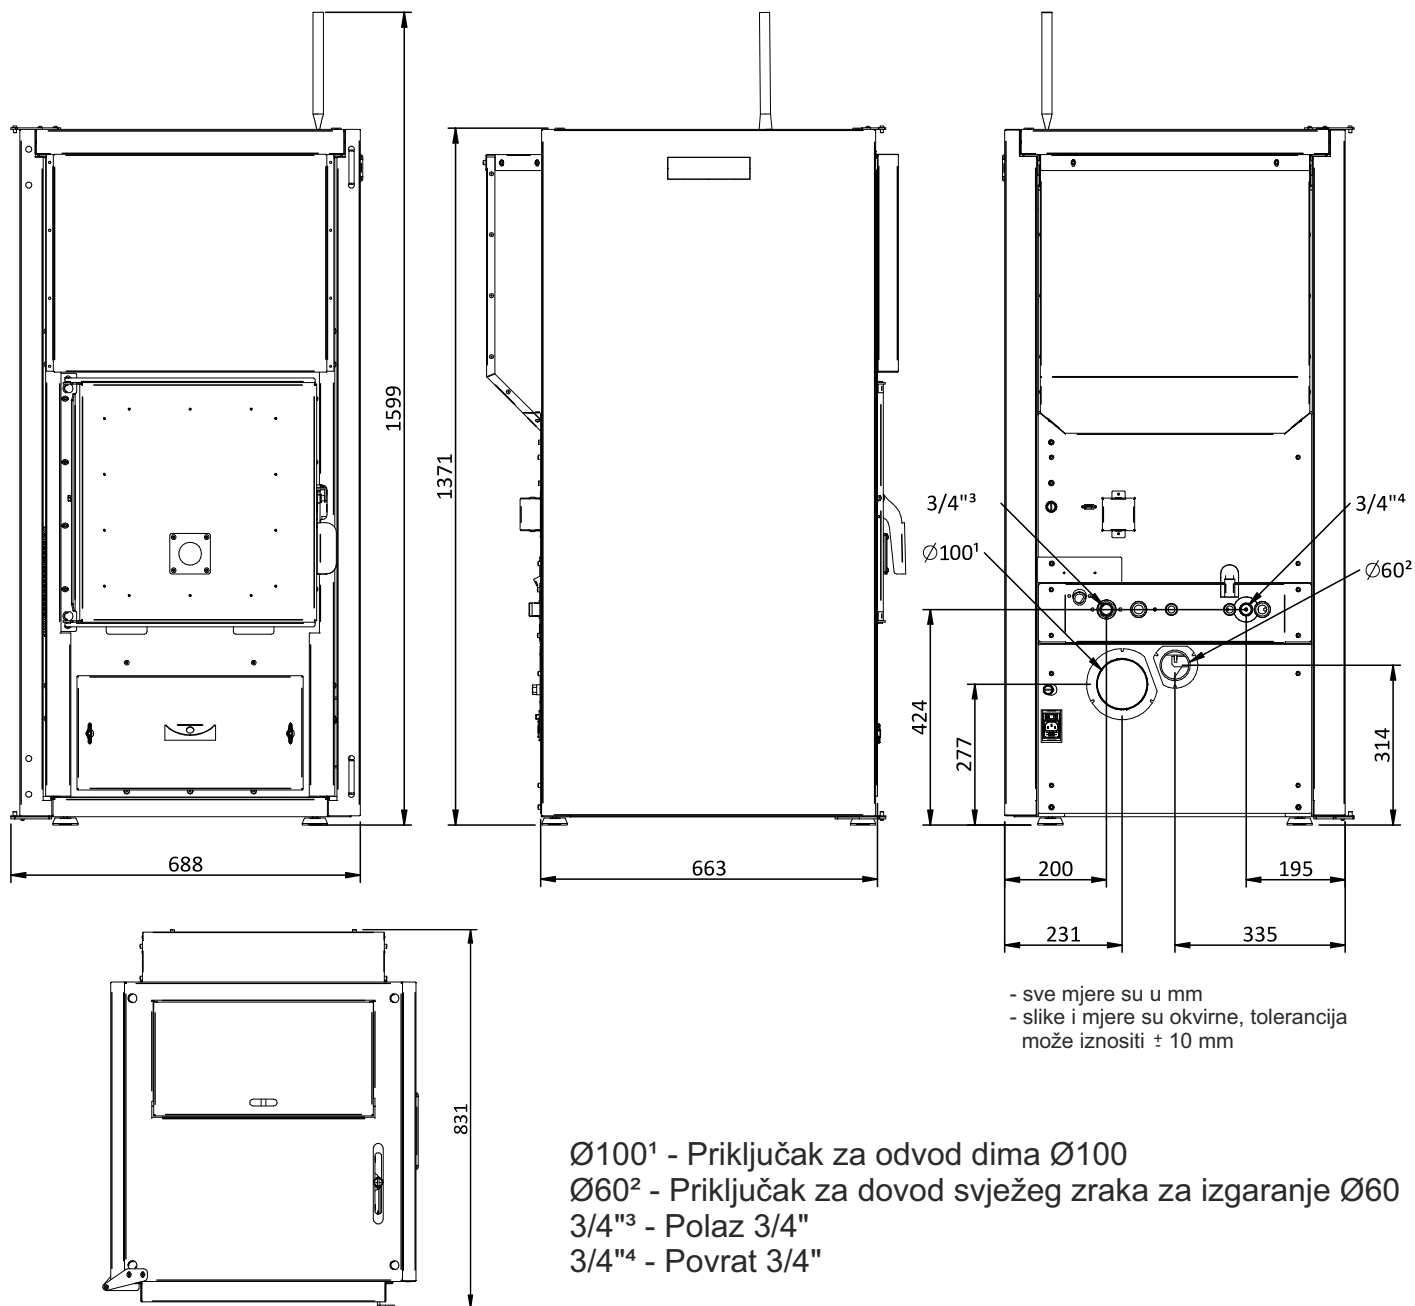 1599
1371
3/4"³
3/4"⁴
Ø100¹
Ø60²
424
277
314
688
663
200
195
231
335
- sve mjere su u mm
- slike i mjere su okvirne, tolerancija
može iznositi ± 10 mm
831
Ø100¹ - Priključak za odvod dima Ø100
Ø60² - Priključak za dovod svježeg zraka za izgaranje Ø60
3/4"³ - Polaz 3/4"
3/4"⁴ - Povrat 3/4"